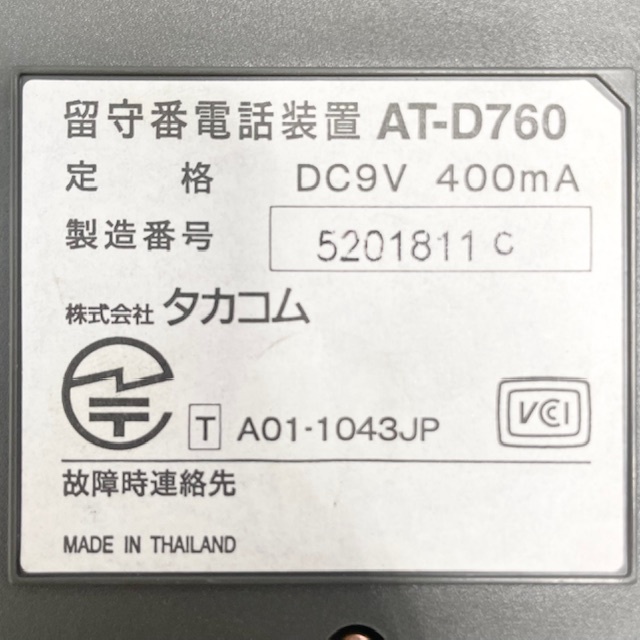 留守番電話装置 AT-D760
定 格 DC9V 400mA
製造番号 5201811 C
株式会社 タカコム
T A01-1043JP
VCCI
故障時連絡先
MADE IN THAILAND